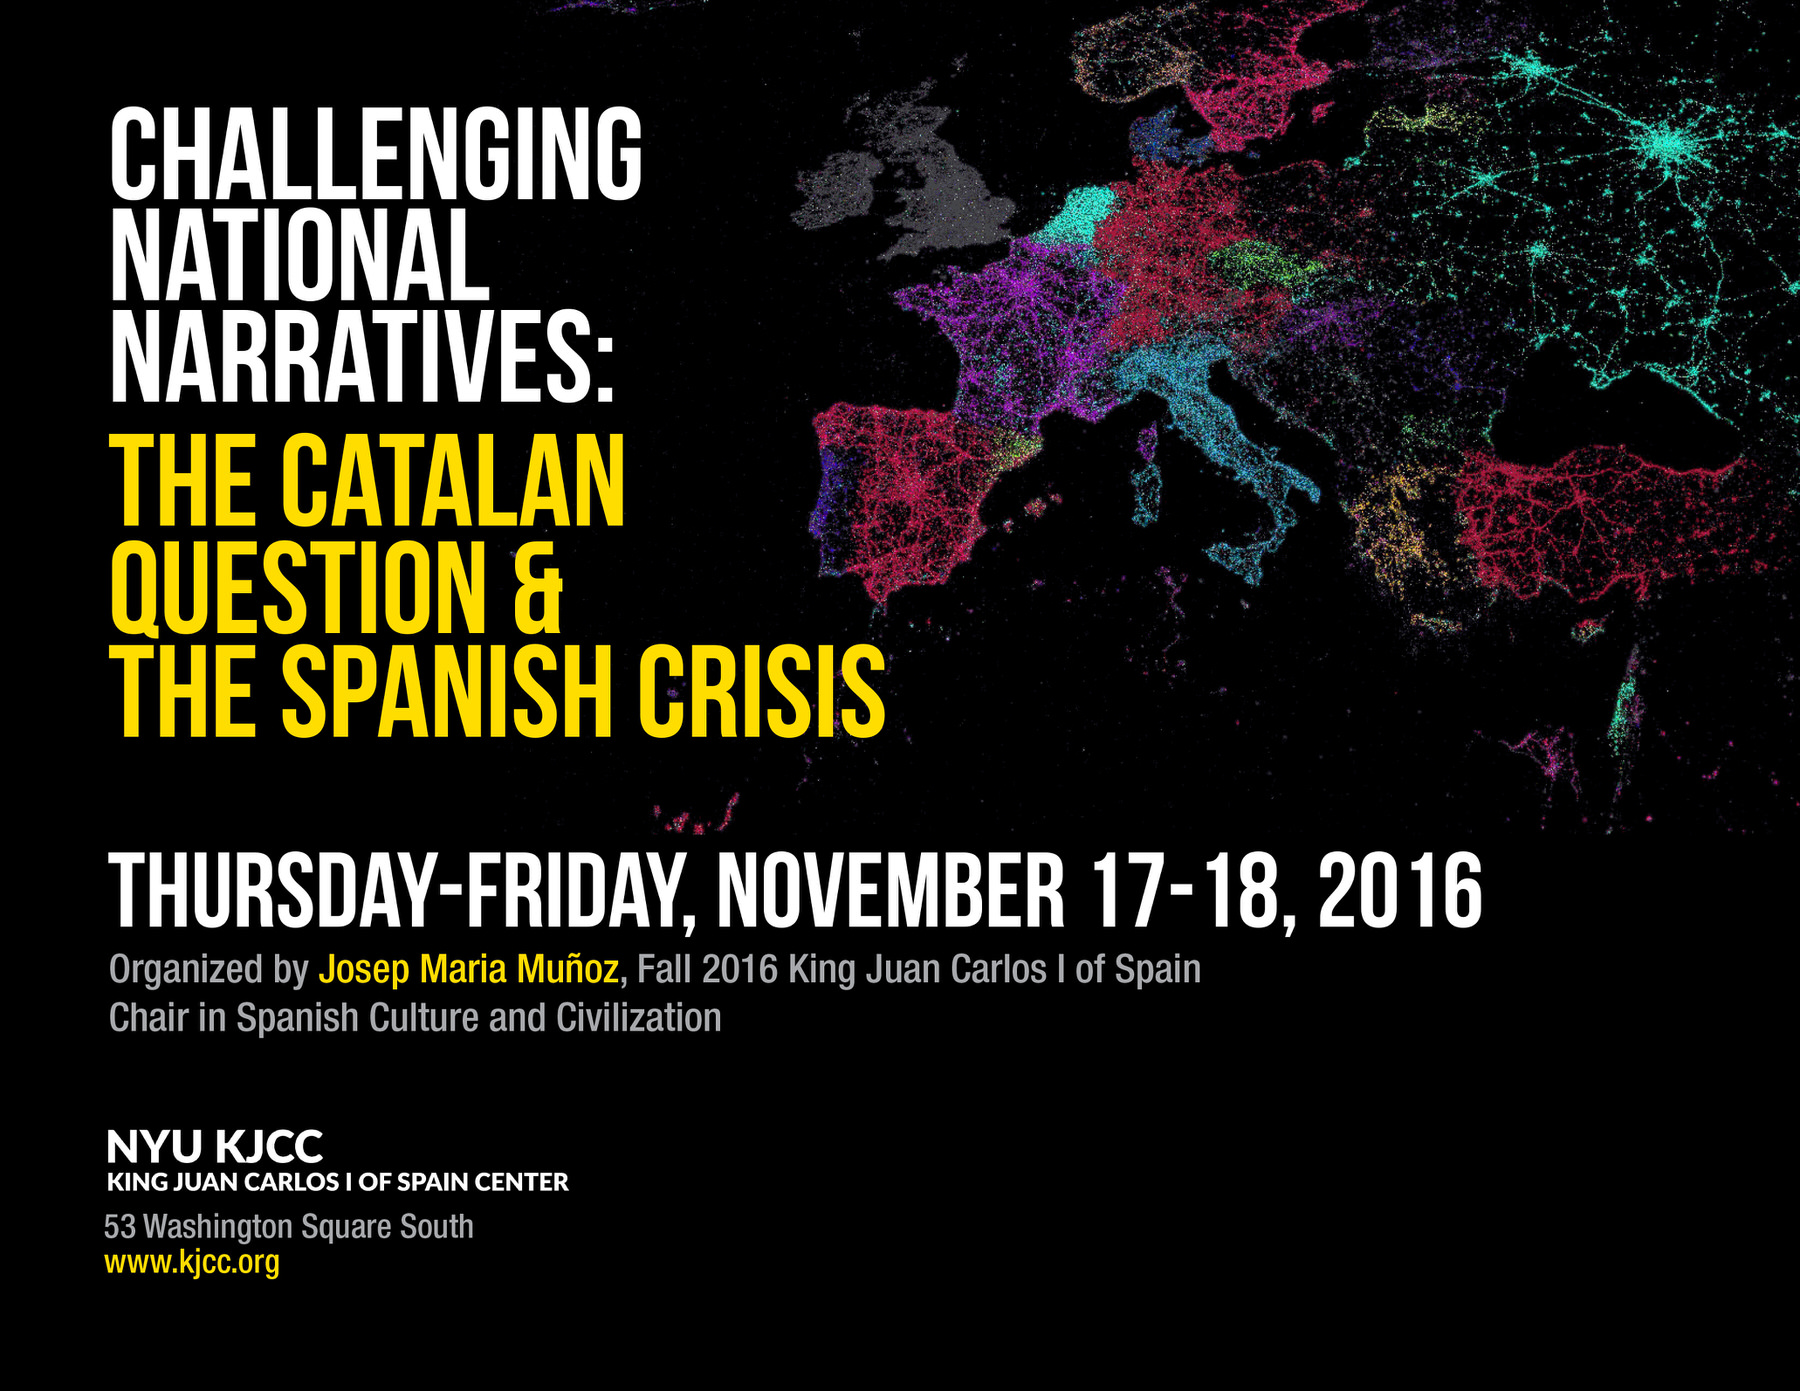 CHALLENGING
NATIONAL
NARRATIVES:
THE CATALAN
QUESTION &
THE SPANISH CRISIS
THURSDAY-FRIDAY, NOVEMBER 17-18, 2016
Organized by Josep Maria Muñoz, Fall 2016 King Juan Carlos I of Spain
Chair in Spanish Culture and Civilization
NYU KJCC
KING JUAN CARLOS I OF SPAIN CENTER
53 Washington Square South
www.kjcc.org